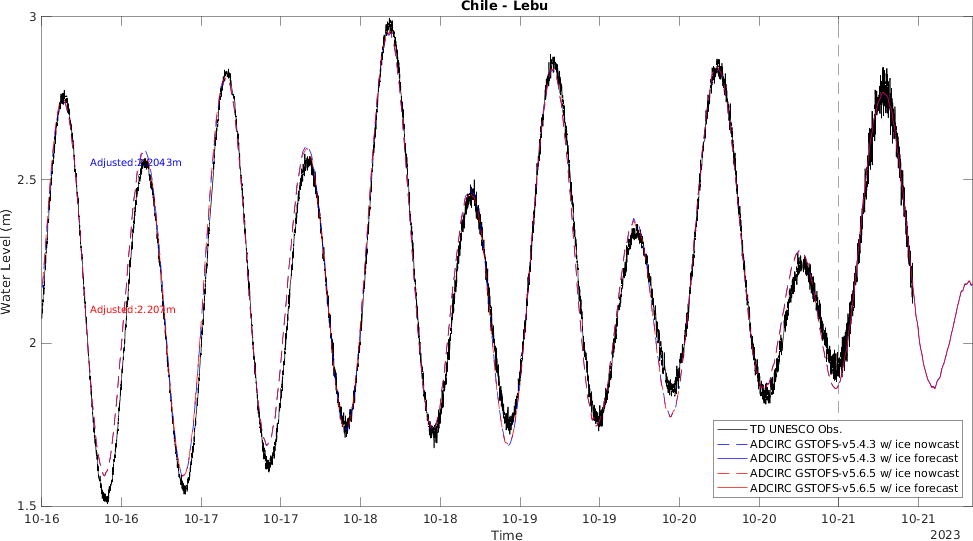 Chile - Lebu
3
2.5
2
1.5
Water Level (m)
Adjusted:2.2043m
Adjusted:2.207m
TD UNESCO Obs.
ADCIRC GSTOFS-v5.4.3 w/ ice nowcast
ADCIRC GSTOFS-v5.4.3 w/ ice forecast
ADCIRC GSTOFS-v5.6.5 w/ ice nowcast
ADCIRC GSTOFS-v5.6.5 w/ ice forecast
10-16 10-16 10-17 10-17 10-18 10-18 10-19 10-19 10-20 10-20 10-21 10-21
Time
2023